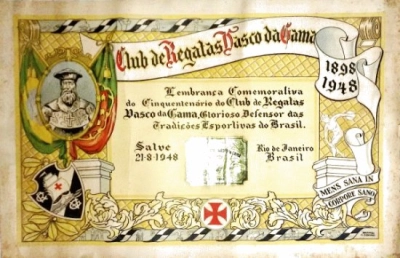 Club de Regatas Vasco da Gama
1898
1948
Lembrança Comemorativa
do Cinquentenário do Club de Regatas
Vasco da Gama, Glorioso Defensor das
Tradições Esportivas do Brasil.
Salve
21-8-1948
Rio de Janeiro
Brasil
MENS SANA IN
CORPORE SANO